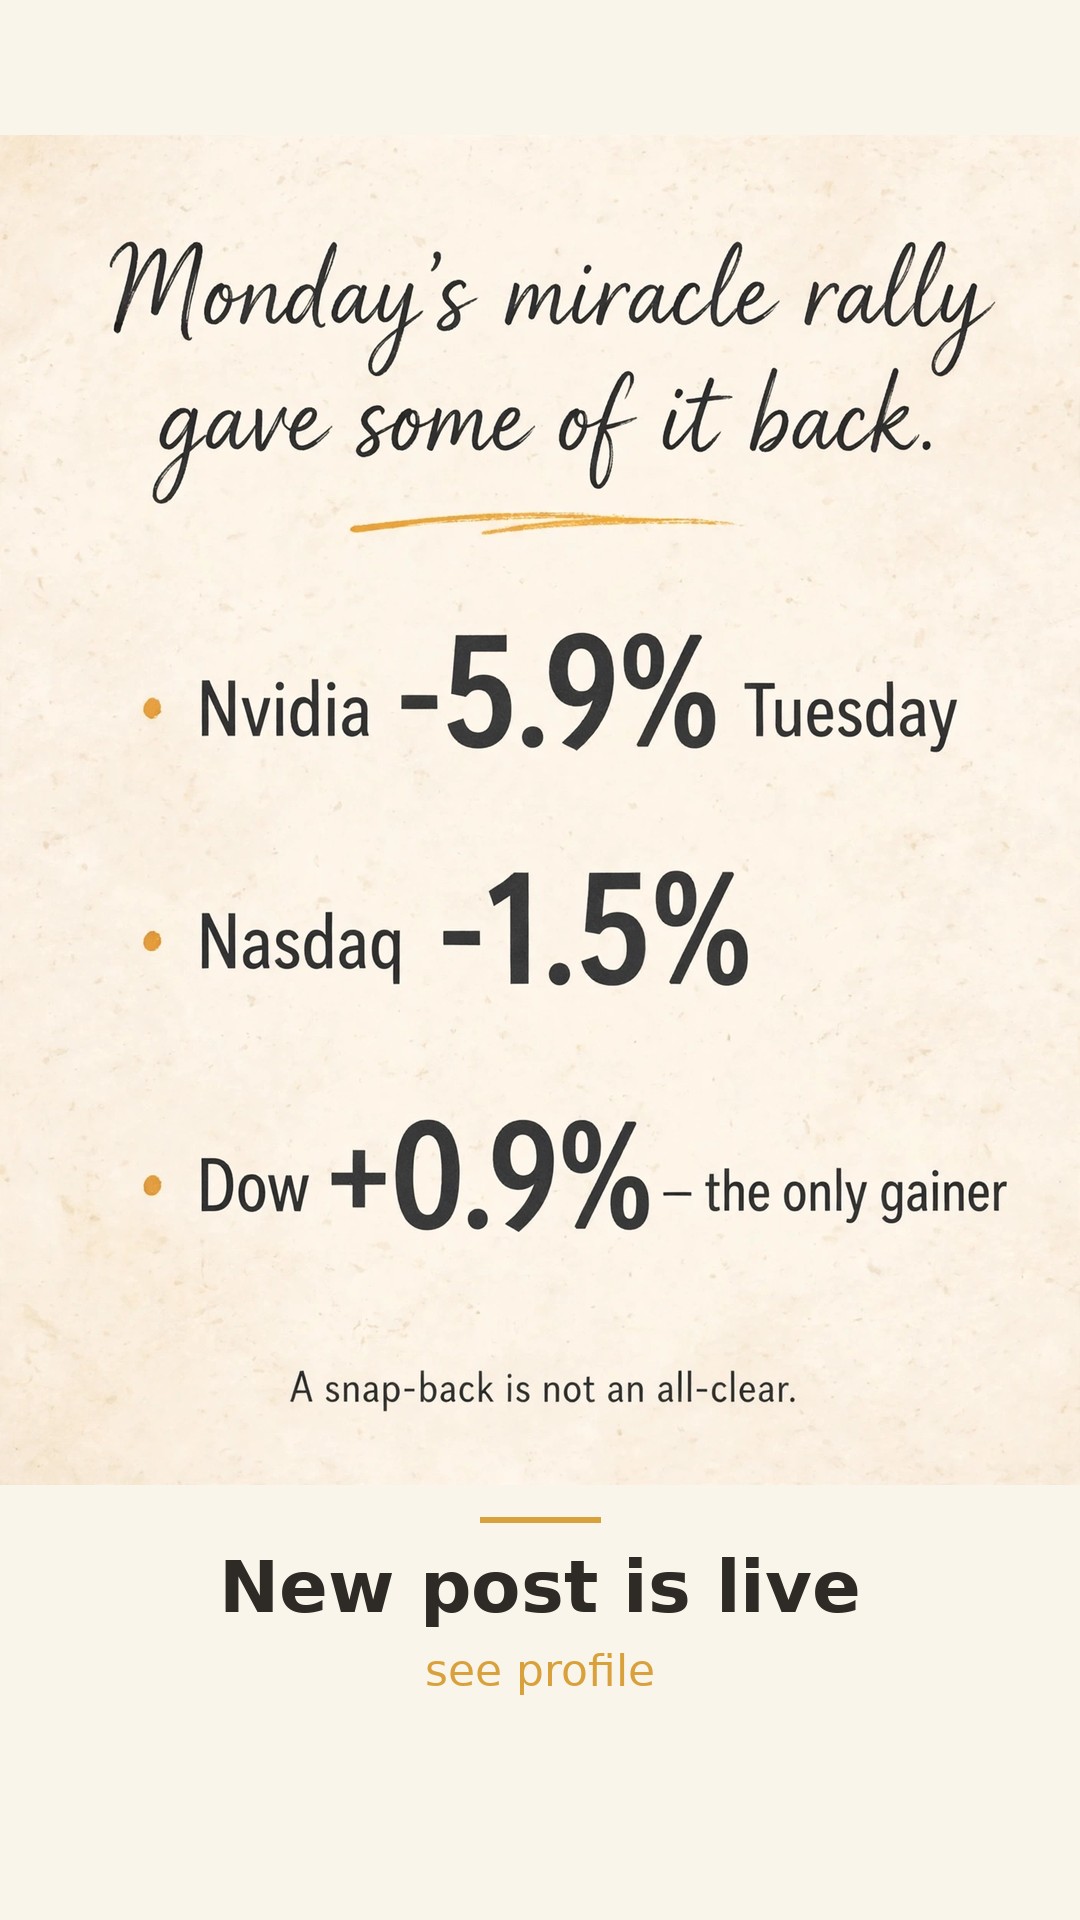 Monday's miracle rally
gave some of it back.
• Nvidia -5.9% Tuesday
• Nasdaq -1.5%
• Dow +0.9% – the only gainer
A snap-back is not an all-clear.
New post is live
see profile